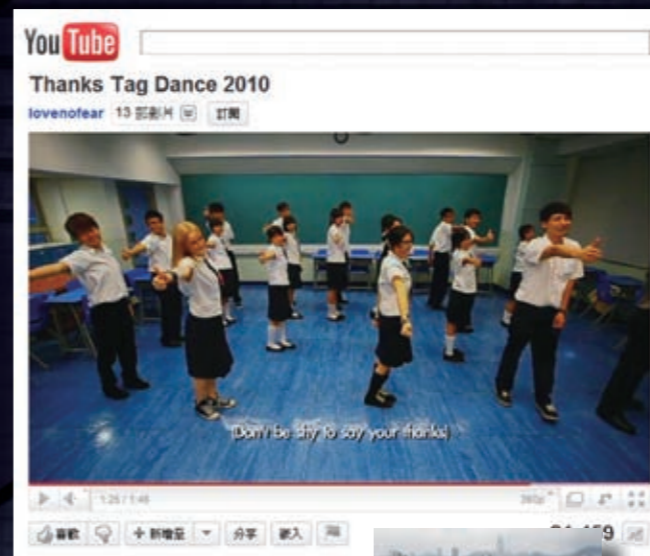 YouTube
Thanks Tag Dance 2010
lovenofear 13 部影片 訂閱
(Don't be shy to say your thanks)
1:25 / 1:46
360p
喜歡 + 新增至 分享 嵌入